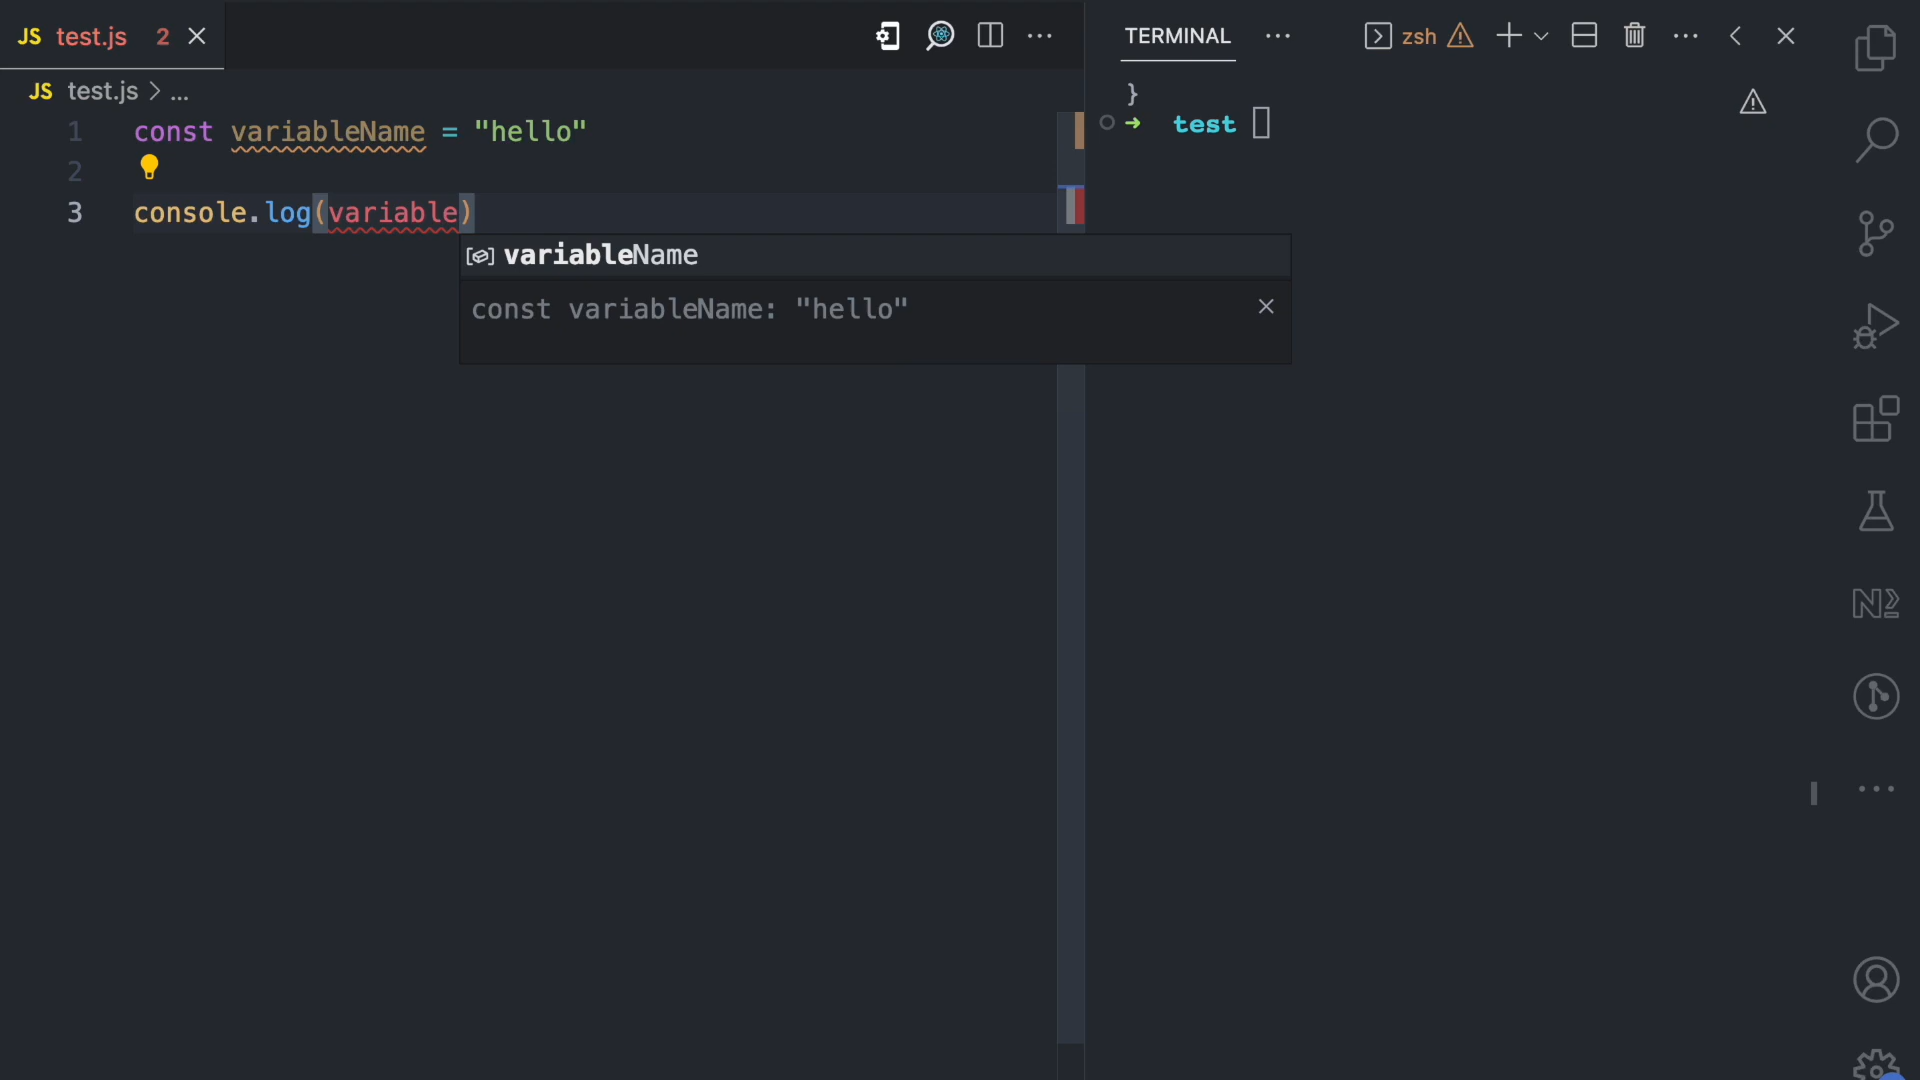 JS test.js 2
TERMINAL
zsh
JS test.js > ...
}
1 const variableName = "hello"
➜ test
2
3 console.log(variable)
variableName
const variableName: "hello"